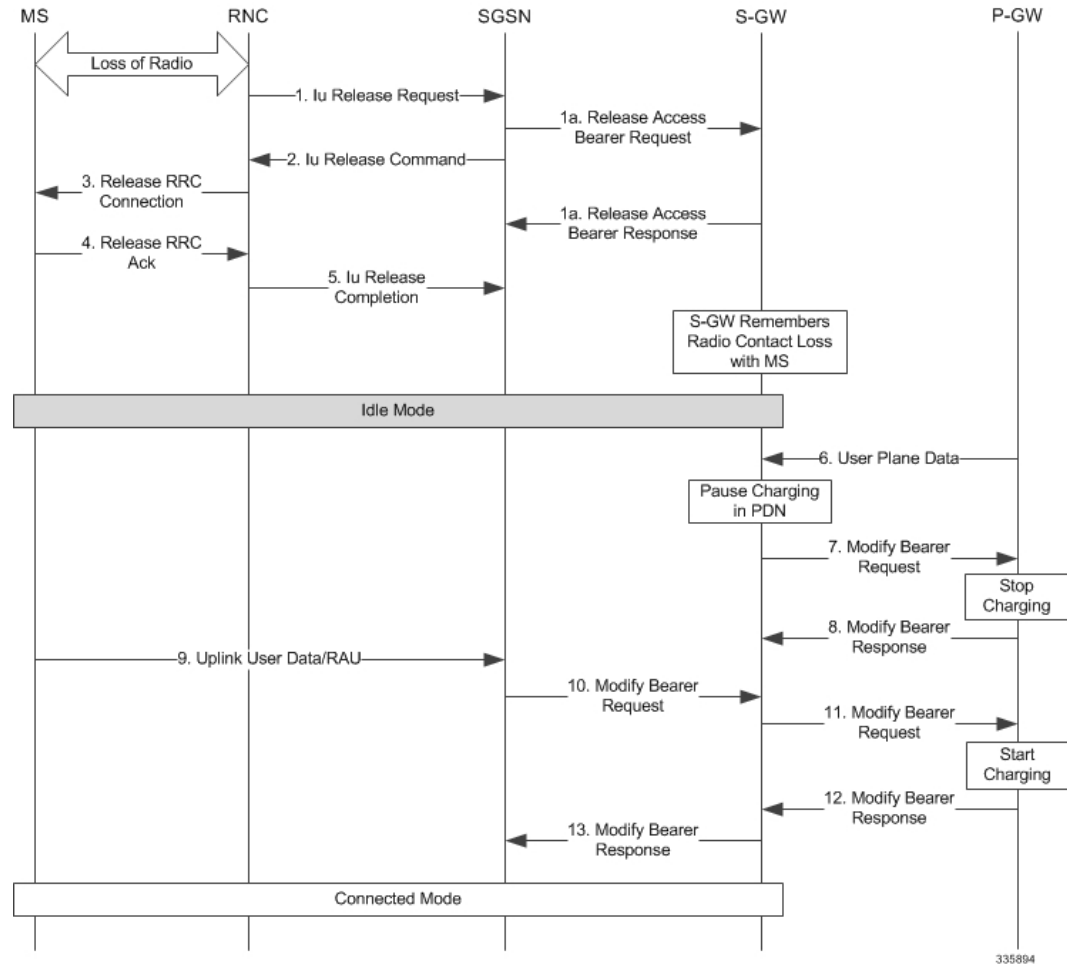 MS
RNC
SGSN
S-GW
P-GW
Loss of Radio
1. Iu Release Request
1a. Release Access
Bearer Request
2. Iu Release Command
3. Release RRC
Connection
1a. Release Access
Bearer Response
4. Release RRC
Ack
5. Iu Release
Completion
S-GW Remembers
Radio Contact Loss
with MS
Idle Mode
6. User Plane Data
Pause Charging
in PDN
7. Modify Bearer
Request
Stop
Charging
8. Modify Bearer
Response
9. Uplink User Data/RAU
10. Modify Bearer
Request
11. Modify Bearer
Request
Start
Charging
12. Modify Bearer
Response
13. Modify Bearer
Response
Connected Mode
335894